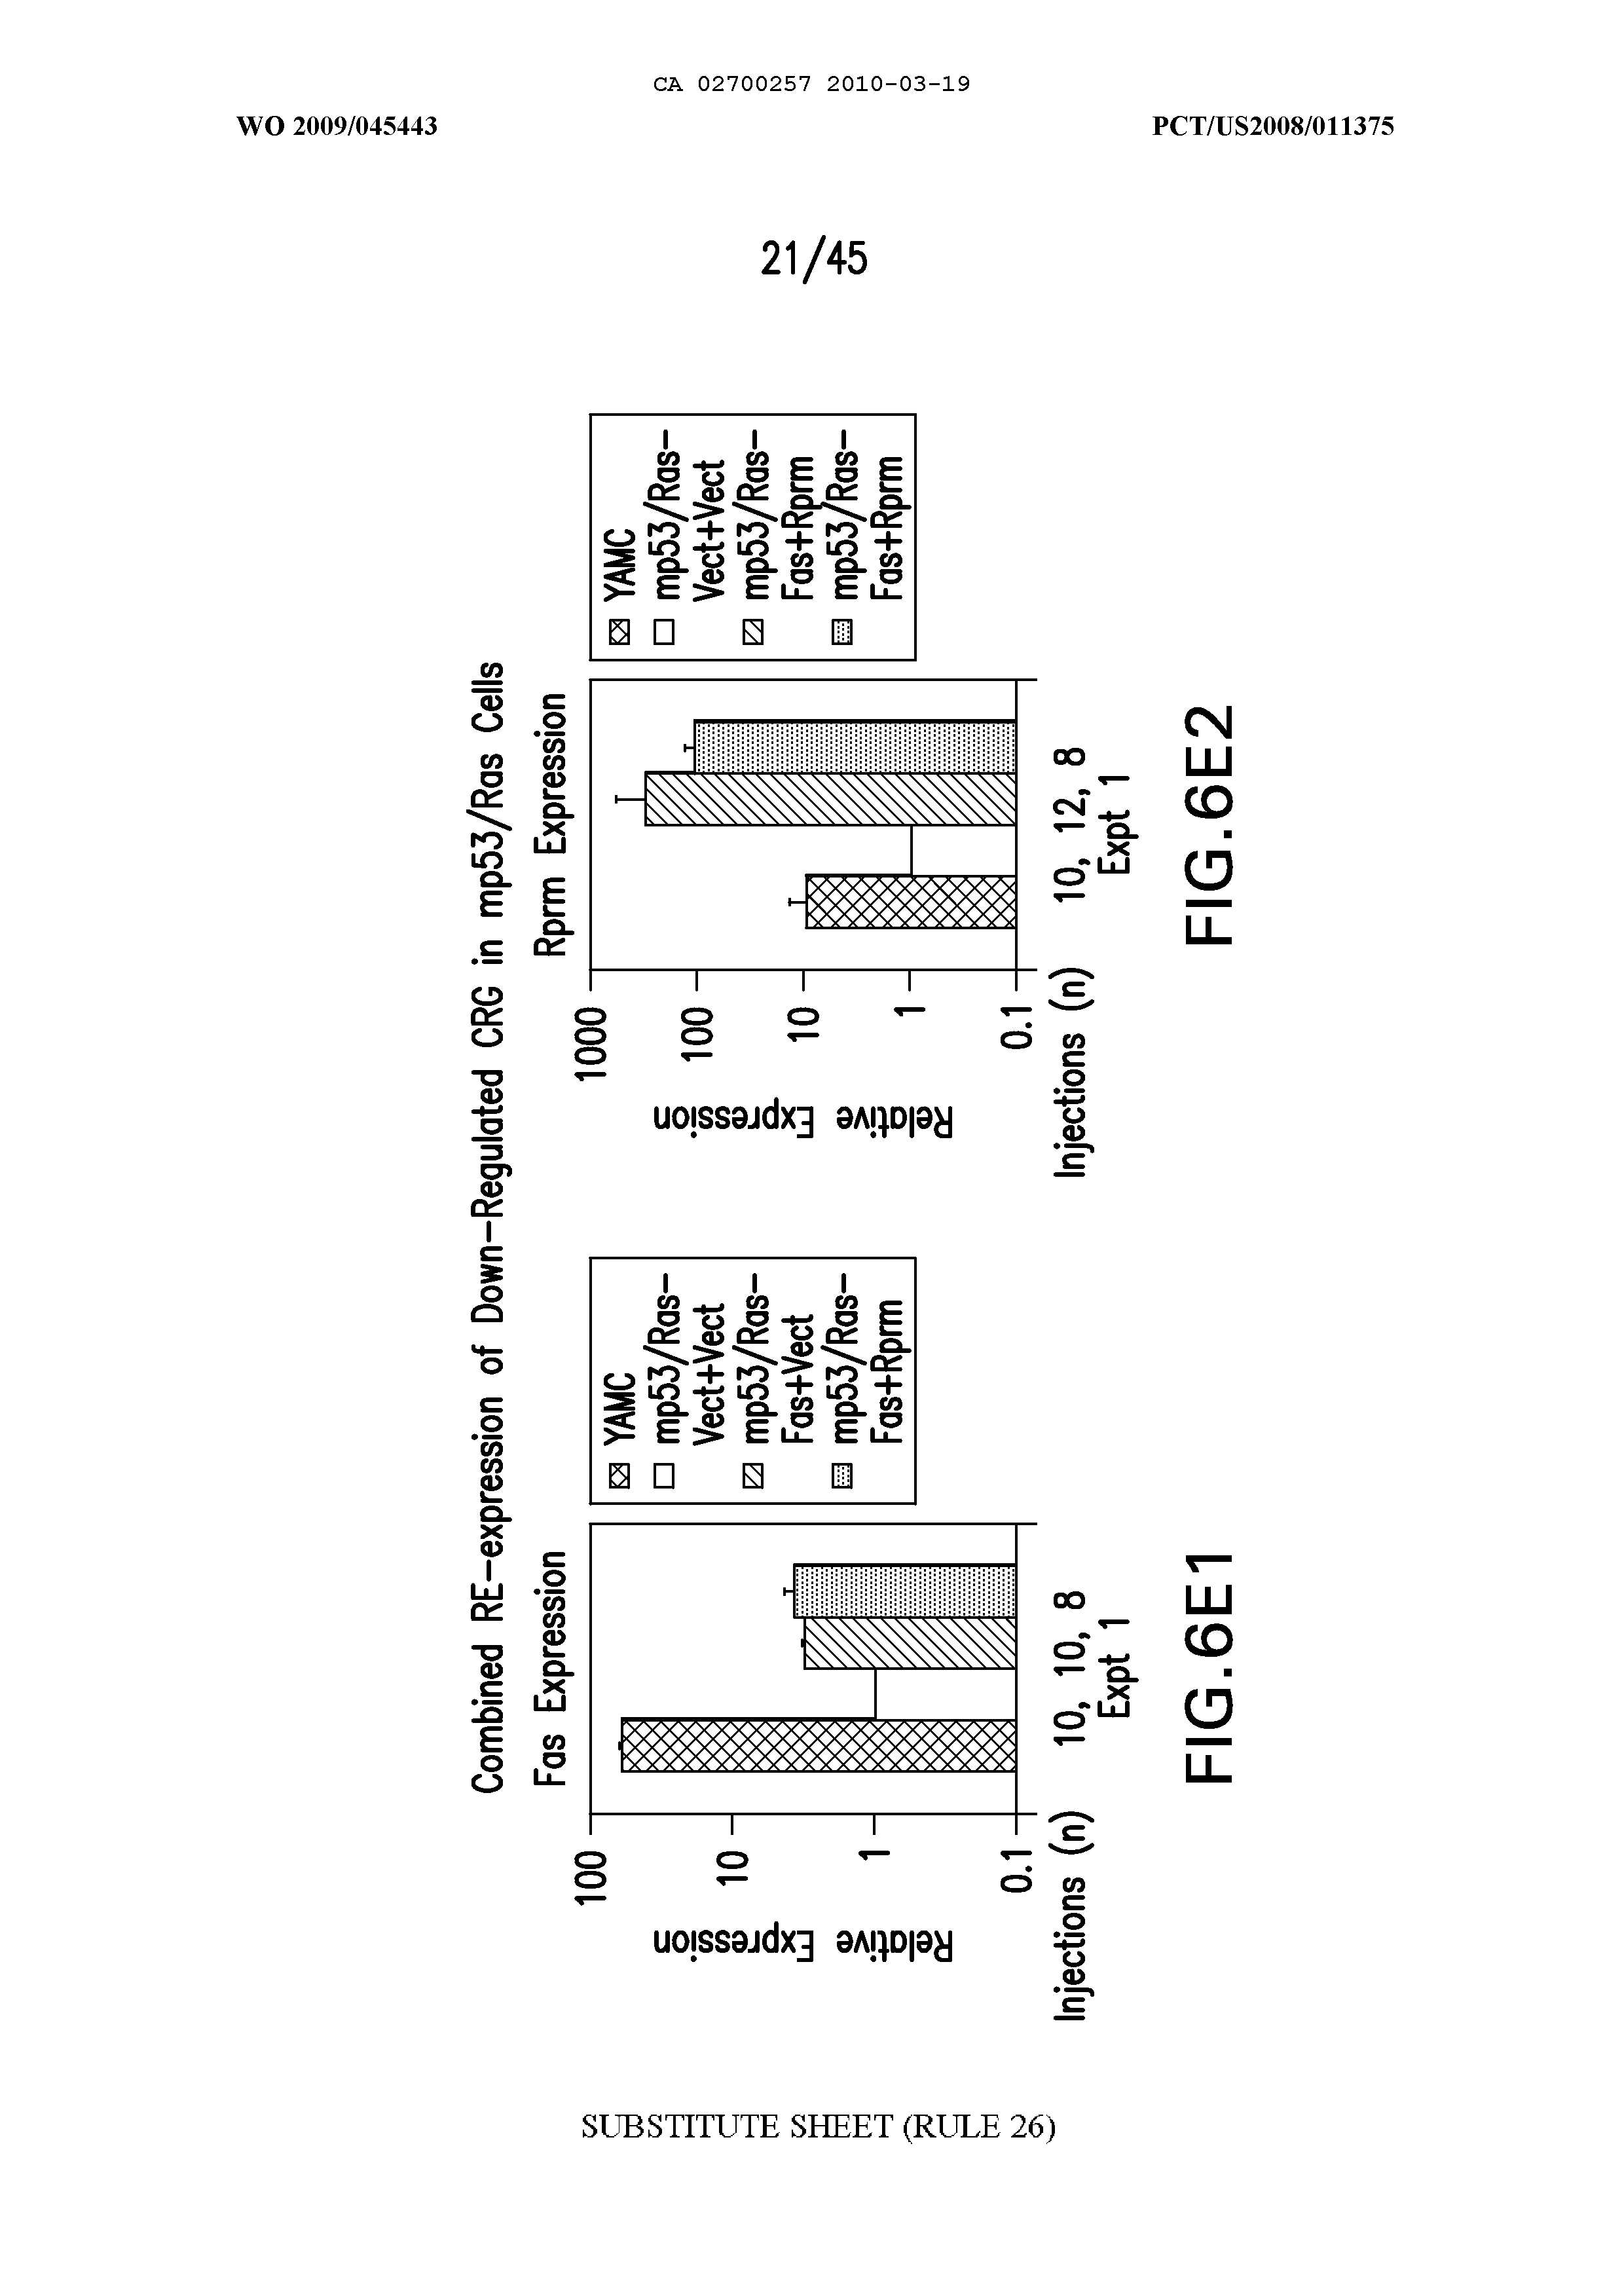 CA 02700257 2010-03-19
WO 2009/045443
PCT/US2008/011375
21/45
Combined RE-expression of Down-Regulated CRG in mp53/Ras Cells
Fas Expression
100
10
1
0.1
Relative Expression
YAMC
mp53/Ras-
Vect+Vect
mp53/Ras-
Fas+Vect
mp53/Ras-
Fas+Rprm
Injections (n)
10, 10, 8
Expt 1
FIG.6E1
Rprm Expression
1000
100
10
1
0.1
Relative Expression
YAMC
mp53/Ras-
Vect+Vect
mp53/Ras-
Fas+Rprm
mp53/Ras-
Fas+Rprm
Injections (n)
10, 12, 8
Expt 1
FIG.6E2
SUBSTITUTE SHEET (RULE 26)